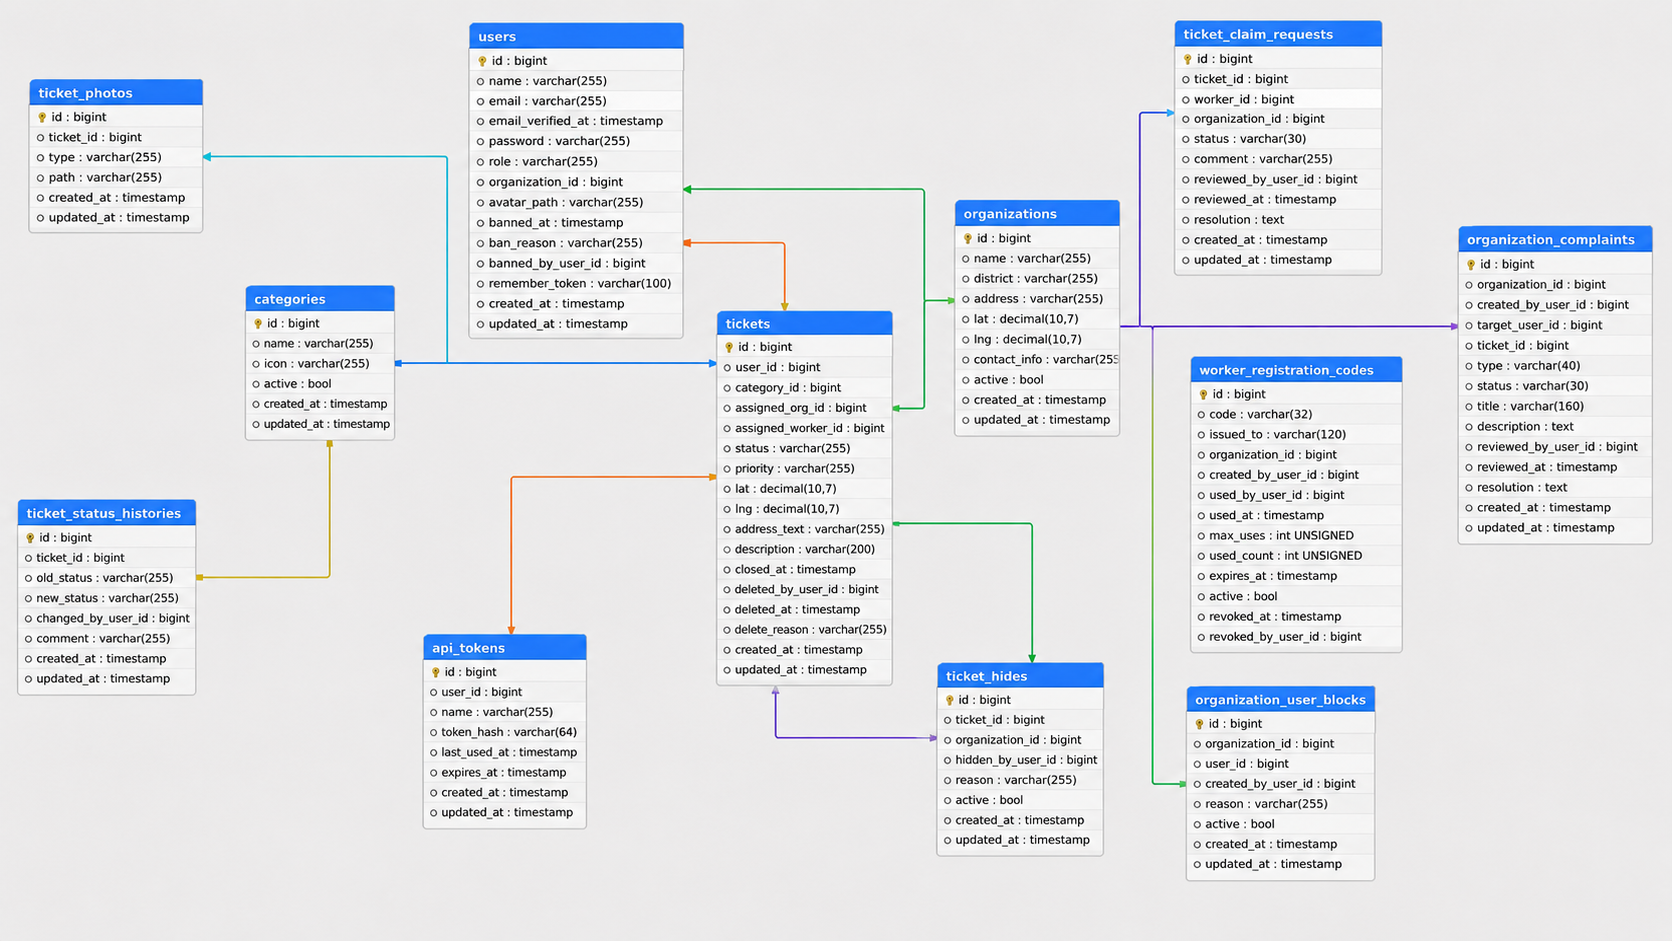 users
id : bigint
name : varchar(255)
email : varchar(255)
email_verified_at : timestamp
password : varchar(255)
role : varchar(255)
organization_id : bigint
avatar_path : varchar(255)
banned_at : timestamp
ban_reason : varchar(255)
banned_by_user_id : bigint
remember_token : varchar(100)
created_at : timestamp
updated_at : timestamp
ticket_claim_requests
id : bigint
ticket_id : bigint
worker_id : bigint
organization_id : bigint
status : varchar(30)
comment : varchar(255)
reviewed_by_user_id : bigint
reviewed_at : timestamp
resolution : text
created_at : timestamp
updated_at : timestamp
ticket_photos
id : bigint
ticket_id : bigint
type : varchar(255)
path : varchar(255)
created_at : timestamp
updated_at : timestamp
organizations
id : bigint
name : varchar(255)
district : varchar(255)
address : varchar(255)
lat : decimal(10,7)
lng : decimal(10,7)
contact_info : varchar(255
active : bool
created_at : timestamp
updated_at : timestamp
organization_complaints
id : bigint
organization_id : bigint
created_by_user_id : bigint
target_user_id : bigint
ticket_id : bigint
type : varchar(40)
status : varchar(30)
title : varchar(160)
description : text
reviewed_by_user_id : bigint
reviewed_at : timestamp
resolution : text
created_at : timestamp
updated_at : timestamp
categories
id : bigint
name : varchar(255)
icon : varchar(255)
active : bool
created_at : timestamp
updated_at : timestamp
tickets
id : bigint
user_id : bigint
category_id : bigint
assigned_org_id : bigint
assigned_worker_id : bigint
status : varchar(255)
priority : varchar(255)
lat : decimal(10,7)
lng : decimal(10,7)
address_text : varchar(255)
description : varchar(200)
closed_at : timestamp
deleted_by_user_id : bigint
deleted_at : timestamp
delete_reason : varchar(255)
created_at : timestamp
updated_at : timestamp
worker_registration_codes
id : bigint
code : varchar(32)
issued_to : varchar(120)
organization_id : bigint
created_by_user_id : bigint
used_by_user_id : bigint
used_at : timestamp
max_uses : int UNSIGNED
used_count : int UNSIGNED
expires_at : timestamp
active : bool
revoked_at : timestamp
revoked_by_user_id : bigint
ticket_status_histories
id : bigint
ticket_id : bigint
old_status : varchar(255)
new_status : varchar(255)
changed_by_user_id : bigint
comment : varchar(255)
created_at : timestamp
updated_at : timestamp
api_tokens
id : bigint
user_id : bigint
name : varchar(255)
token_hash : varchar(64)
last_used_at : timestamp
expires_at : timestamp
created_at : timestamp
updated_at : timestamp
ticket_hides
id : bigint
ticket_id : bigint
organization_id : bigint
hidden_by_user_id : bigint
reason : varchar(255)
active : bool
created_at : timestamp
updated_at : timestamp
organization_user_blocks
id : bigint
organization_id : bigint
user_id : bigint
created_by_user_id : bigint
reason : varchar(255)
active : bool
created_at : timestamp
updated_at : timestamp